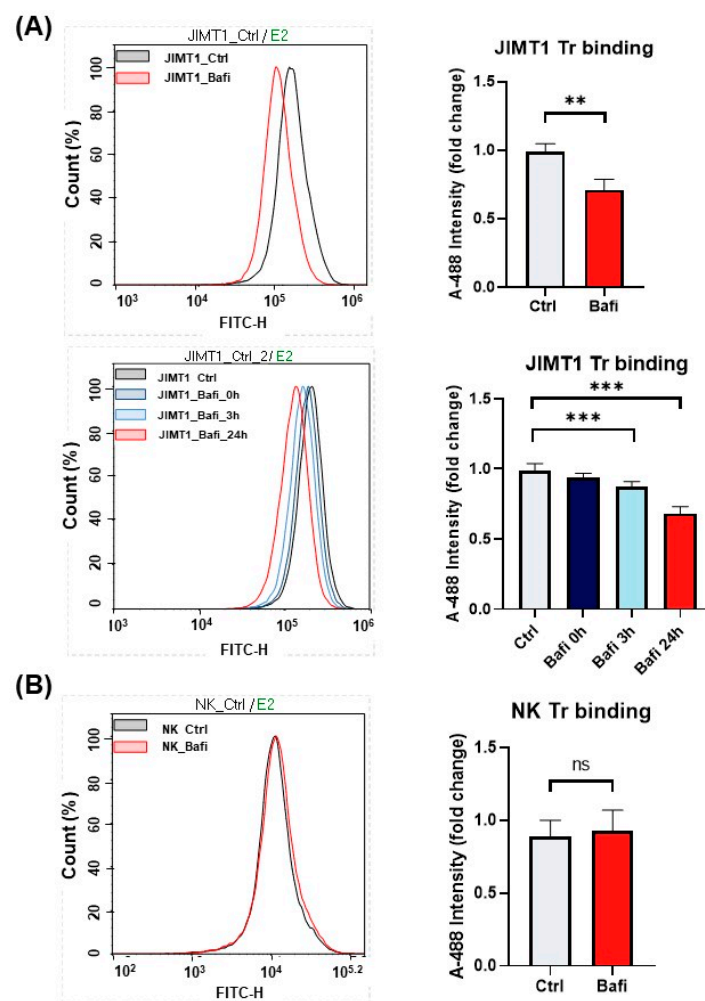 (A)
JIMT1_Ctrl / E2
JIMT1_Ctrl
JIMT1_Bafi
Count (%)
100
80
60
40
20
0
10³
10⁴
10⁵
10⁶
FITC-H
JIMT1 Tr binding
**
A-488 Intensity (fold change)
1.5
1.0
0.5
0.0
Ctrl
Bafi
JIMT1_Ctrl_2/ E2
JIMT1_Ctrl
JIMT1_Bafi_0h
JIMT1_Bafi_3h
JIMT1_Bafi_24h
Count (%)
100
80
60
40
20
0
10³
10⁴
10⁵
10⁶
FITC-H
JIMT1 Tr binding
***
***
A-488 Intensity (fold change)
1.5
1.0
0.5
0.0
Ctrl
Bafi 0h
Bafi 3h
Bafi 24h
(B)
NK_Ctrl / E2
NK_Ctrl
NK_Bafi
Count (%)
100
80
60
40
20
0
10²
10³
10⁴
10⁵·²
FITC-H
NK Tr binding
ns
A-488 Intensity (fold change)
1.5
1.0
0.5
0.0
Ctrl
Bafi